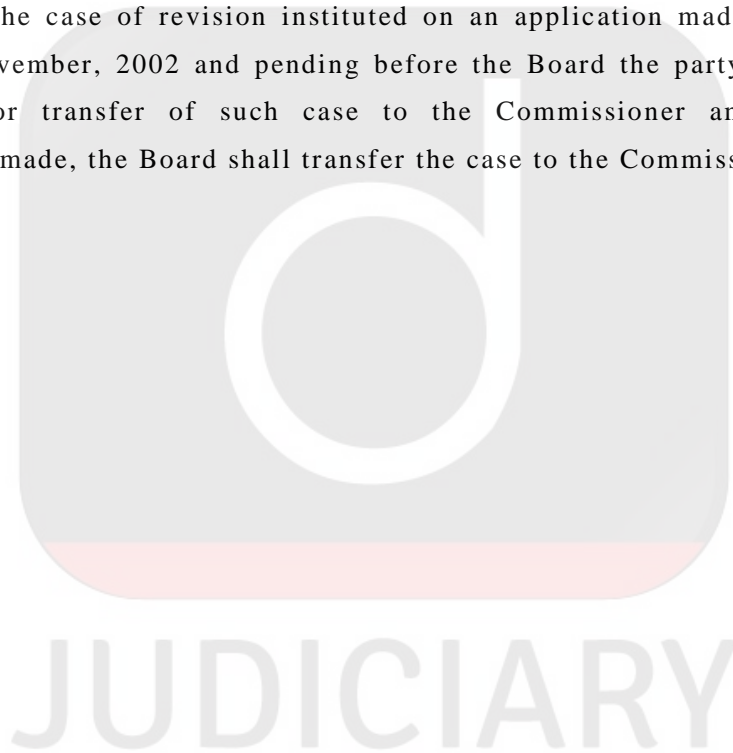 he case of revision instituted on an application mad
vember, 2002 and pending before the Board the party
or transfer of such case to the Commissioner an
made, the Board shall transfer the case to the Commiss
d
JUDICIARY